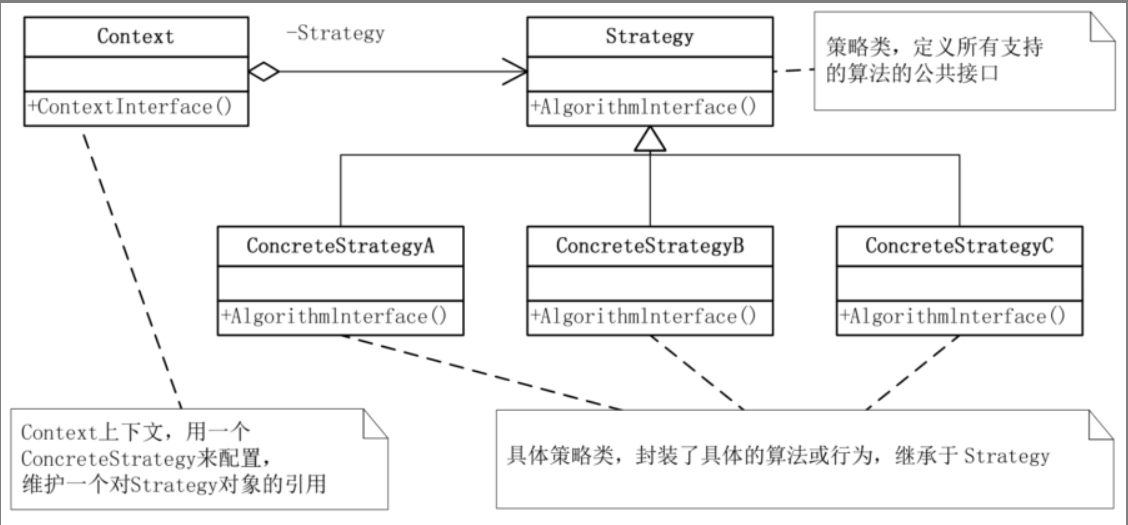 Context
-Strategy
Strategy
策略类，定义所有支持
的算法的公共接口
+ContextInterface()
+Algorithmlnterface()
ConcreteStrategyA
ConcreteStrategyB
ConcreteStrategyC
+Algorithmlnterface()
+Algorithmlnterface()
+Algorithmlnterface()
Context上下文，用一个
ConcreteStrategy来配置，
维护一个对Strategy对象的引用
具体策略类，封装了具体的算法或行为，继承于 Strategy